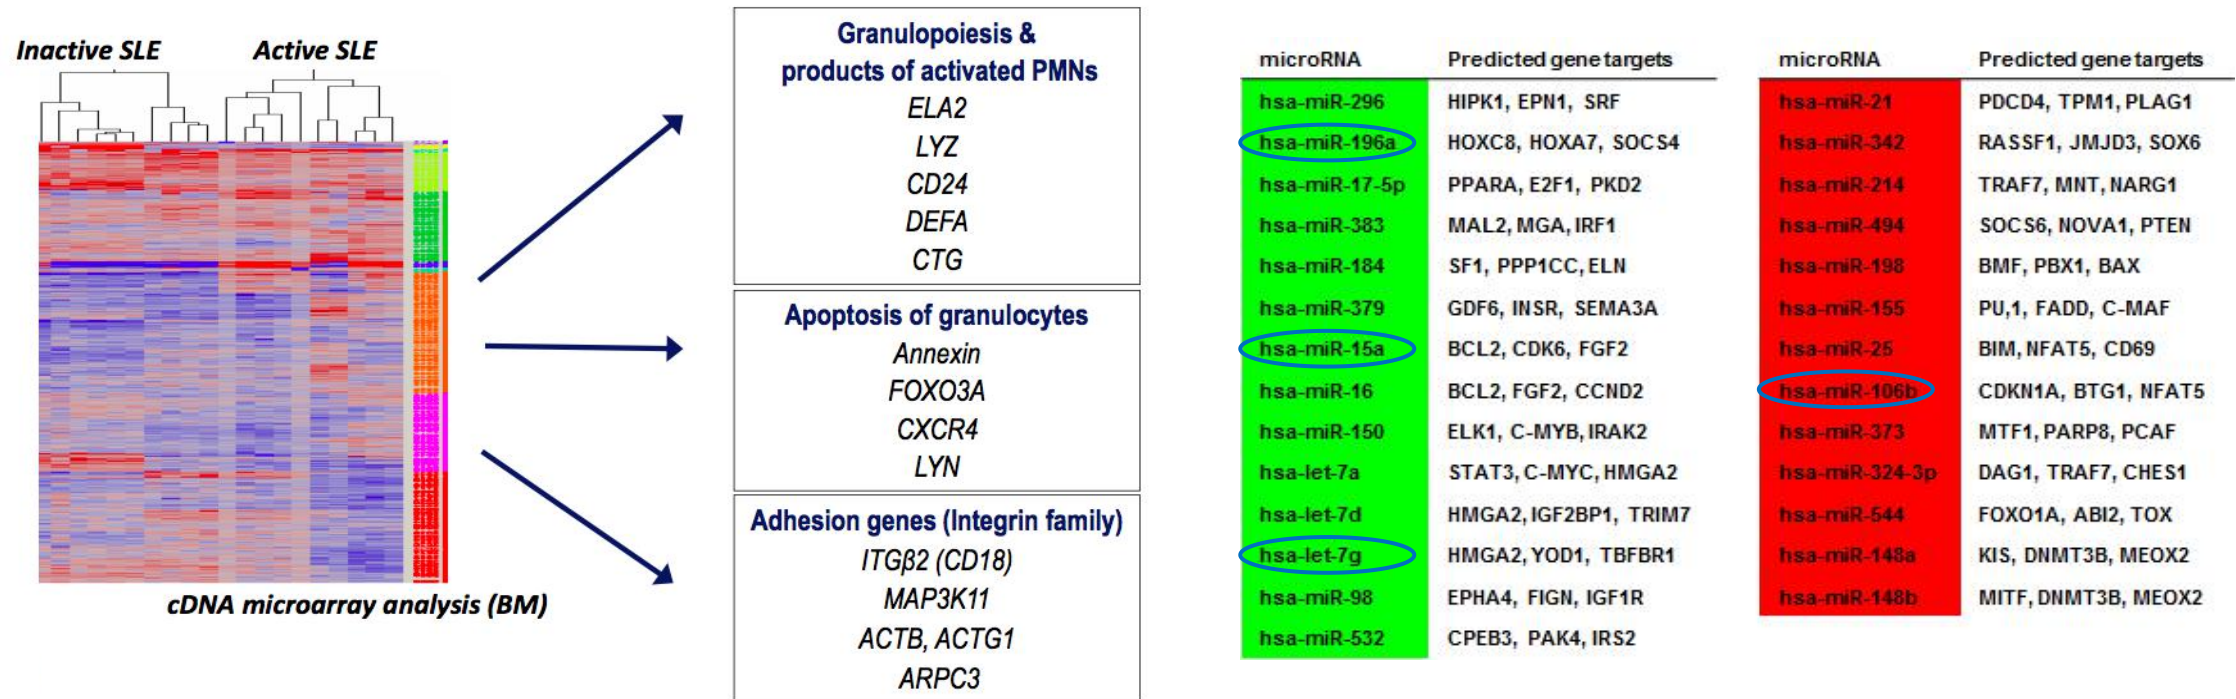 Inactive SLE
Active SLE
cDNA microarray analysis (BM)
Granulopoiesis &
products of activated PMNs
ELA2
LYZ
CD24
DEFA
CTG
Apoptosis of granulocytes
Annexin
FOXO3A
CXCR4
LYN
Adhesion genes (Integrin family)
ITGβ2 (CD18)
MAP3K11
ACTB, ACTG1
ARPC3
microRNA Predicted gene targets
hsa-miR-296 HIPK1, EPN1, SRF
hsa-miR-196a HOXC8, HOXA7, SOCS4
hsa-miR-17-5p PPARA, E2F1, PKD2
hsa-miR-383 MAL2, MGA, IRF1
hsa-miR-184 SF1, PPP1CC, ELN
hsa-miR-379 GDF6, INSR, SEMA3A
hsa-miR-15a BCL2, CDK6, FGF2
hsa-miR-16 BCL2, FGF2, CCND2
hsa-miR-150 ELK1, C-MYB, IRAK2
hsa-let-7a STAT3, C-MYC, HMGA2
hsa-let-7d HMGA2, IGF2BP1, TRIM7
hsa-let-7g HMGA2, YOD1, TBFBR1
hsa-miR-98 EPHA4, FIGN, IGF1R
hsa-miR-532 CPEB3, PAK4, IRS2
microRNA Predicted gene targets
hsa-miR-21 PDCD4, TPM1, PLAG1
hsa-miR-342 RASSF1, JMJD3, SOX6
hsa-miR-214 TRAF7, MNT, NARG1
hsa-miR-494 SOCS6, NOVA1, PTEN
hsa-miR-198 BMF, PBX1, BAX
hsa-miR-155 PU,1, FADD, C-MAF
hsa-miR-25 BIM, NFAT5, CD69
hsa-miR-106b CDKN1A, BTG1, NFAT5
hsa-miR-373 MTF1, PARP8, PCAF
hsa-miR-324-3p DAG1, TRAF7, CHES1
hsa-miR-544 FOXO1A, ABI2, TOX
hsa-miR-148a KIS, DNMT3B, MEOX2
hsa-miR-148b MITF, DNMT3B, MEOX2